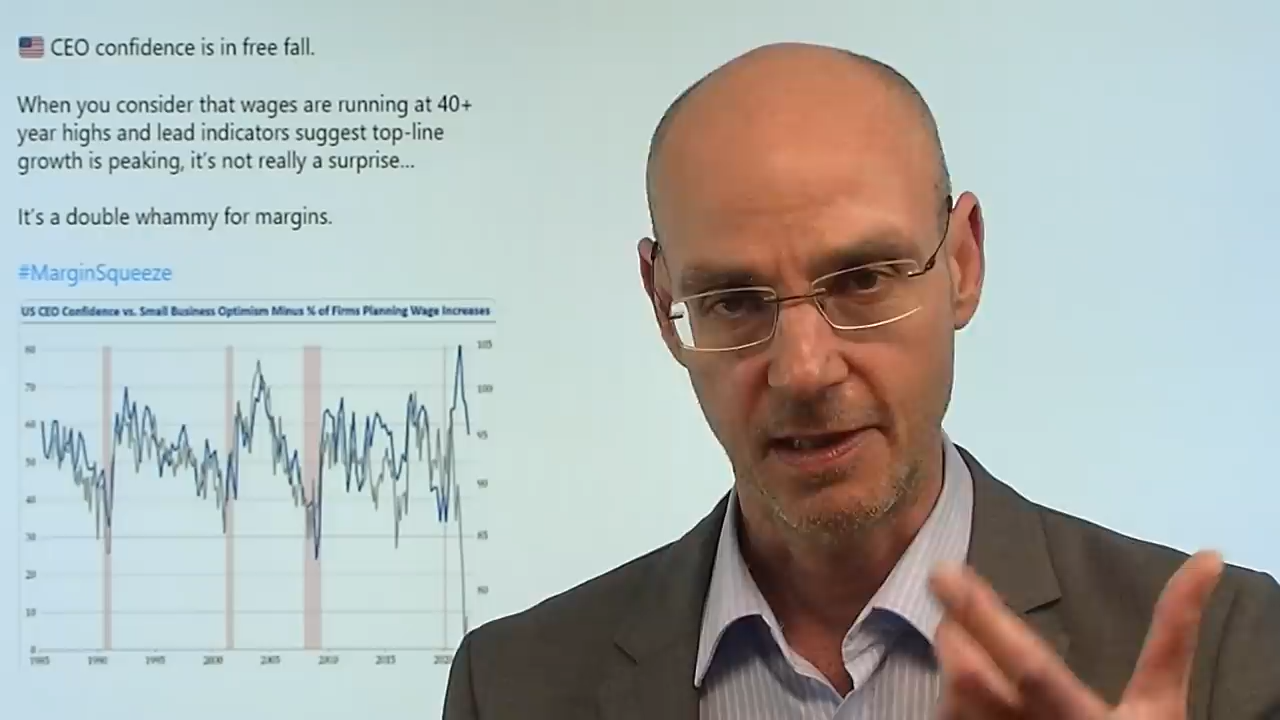 CEO confidence is in free fall.
When you consider that wages are running at 40+
year highs and lead indicators suggest top-line
growth is peaking, it's not really a surprise...
It's a double whammy for margins.
#MarginSqueeze
US CEO Confidence vs. Small Business Optimism Minus % of Firms Planning Wage Increases
80 105
70 100
60 95
50 90
40 85
30
20 80
10
0
1985 1990 1995 2000 2005 2010 2015